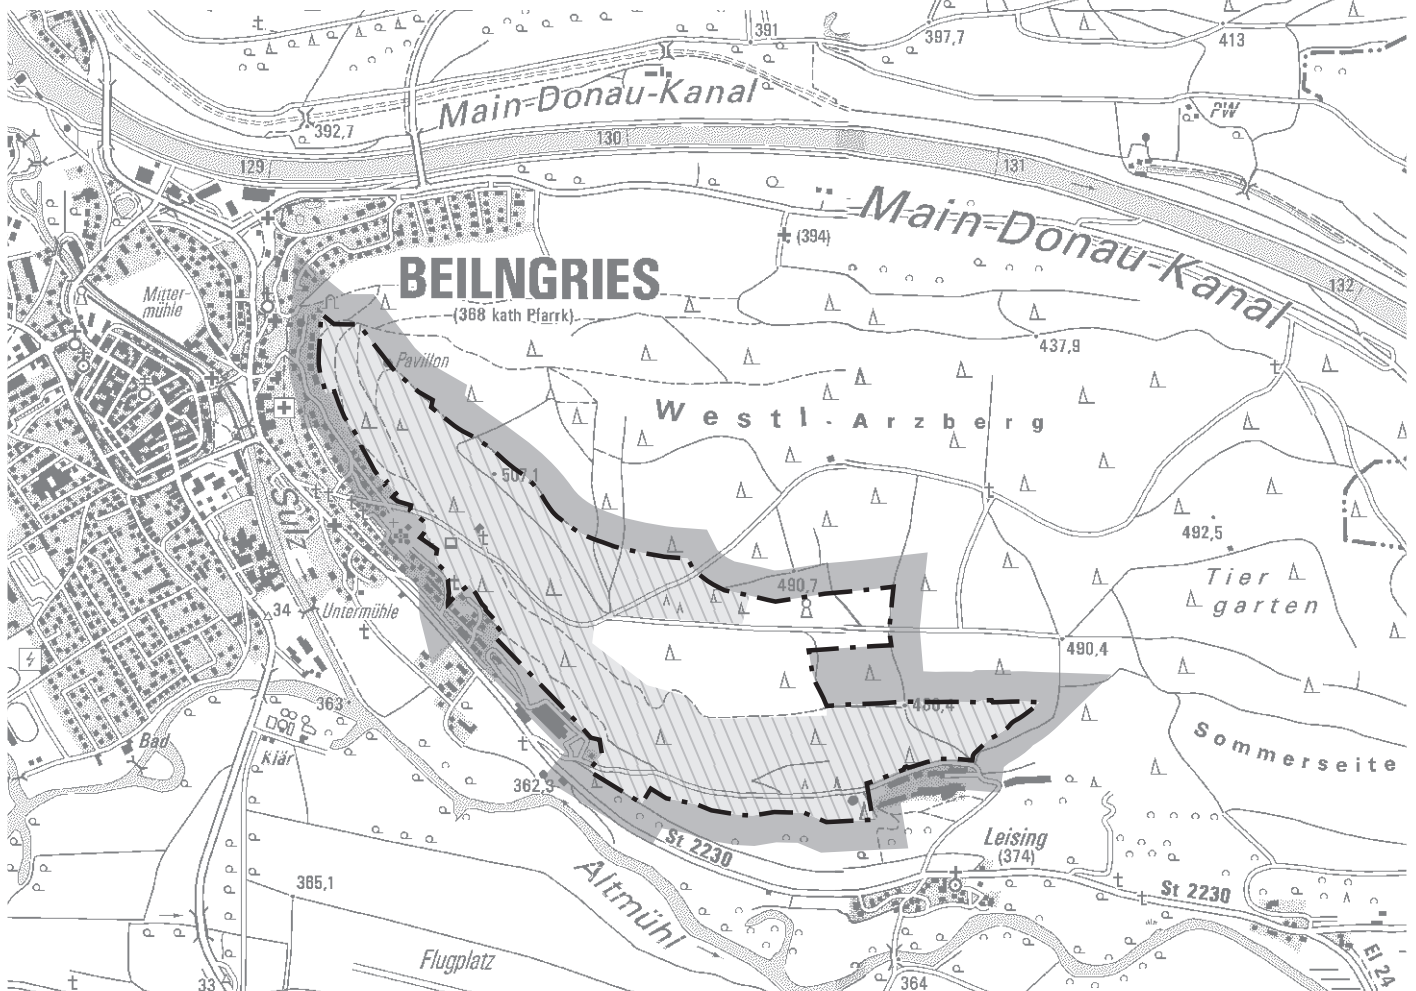 391
397,7
413
Main-Donau-Kanal
PW
392,7
129
130
131
Main-Donau-Kanal
(394)
132
BEILNGRIES
(368 kath Pfarrk)
Mitter-
mühle
437,9
Pavillon
Westl. Arzberg
507,1
Sulz
492,5
490,7
Tier
garten
34
Untermühle
490,4
363
488,4
Bad
Klär
Sommerseite
362,3
St 2230
Leising
(374)
365,1
Altmühl
St 2230
Flugplatz
EI 24
33
364